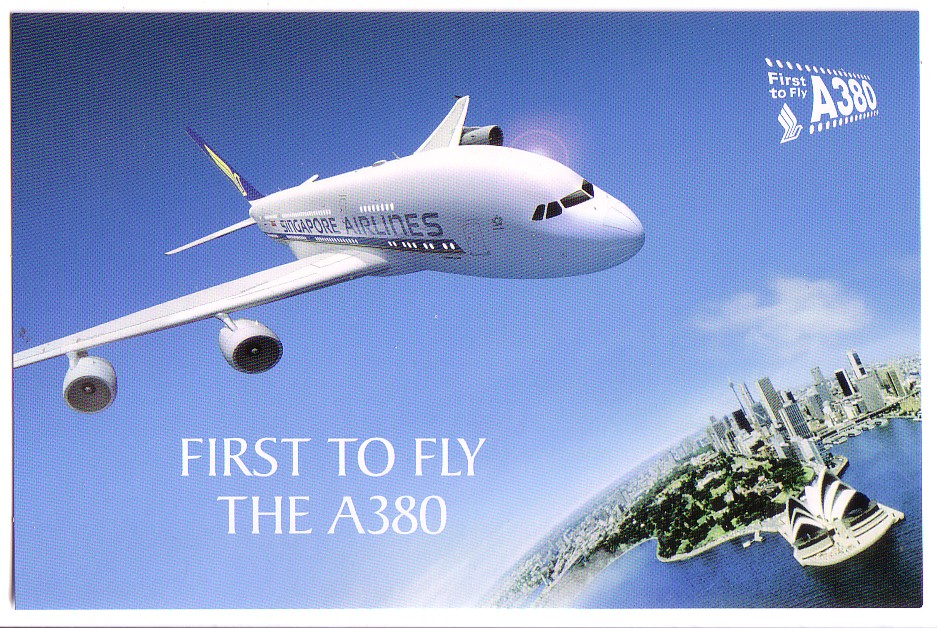 First
to Fly
A380
SINGAPORE AIRLINES
FIRST TO FLY
THE A380